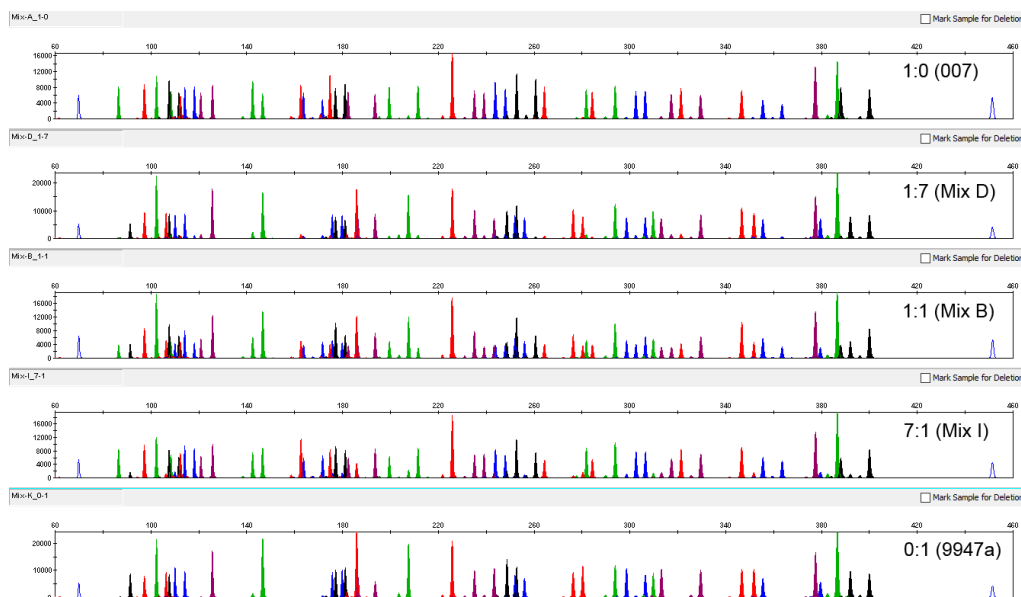 Mix-A_1-0 Mark Sample for Deletion
60 100 140 180 220 260 300 340 380 420 460
16000
12000
8000
4000
0
1:0 (007)
Mix-D_1-7 Mark Sample for Deletion
60 100 140 180 220 260 300 340 380 420 460
20000
10000
0
1:7 (Mix D)
Mix-B_1-1 Mark Sample for Deletion
60 100 140 180 220 260 300 340 380 420 460
16000
12000
8000
4000
0
1:1 (Mix B)
Mix-I_7-1 Mark Sample for Deletion
60 100 140 180 220 260 300 340 380 420 460
16000
12000
8000
4000
0
7:1 (Mix I)
Mix-K_0-1 Mark Sample for Deletion
60 100 140 180 220 260 300 340 380 420 460
20000
10000
0
0:1 (9947a)